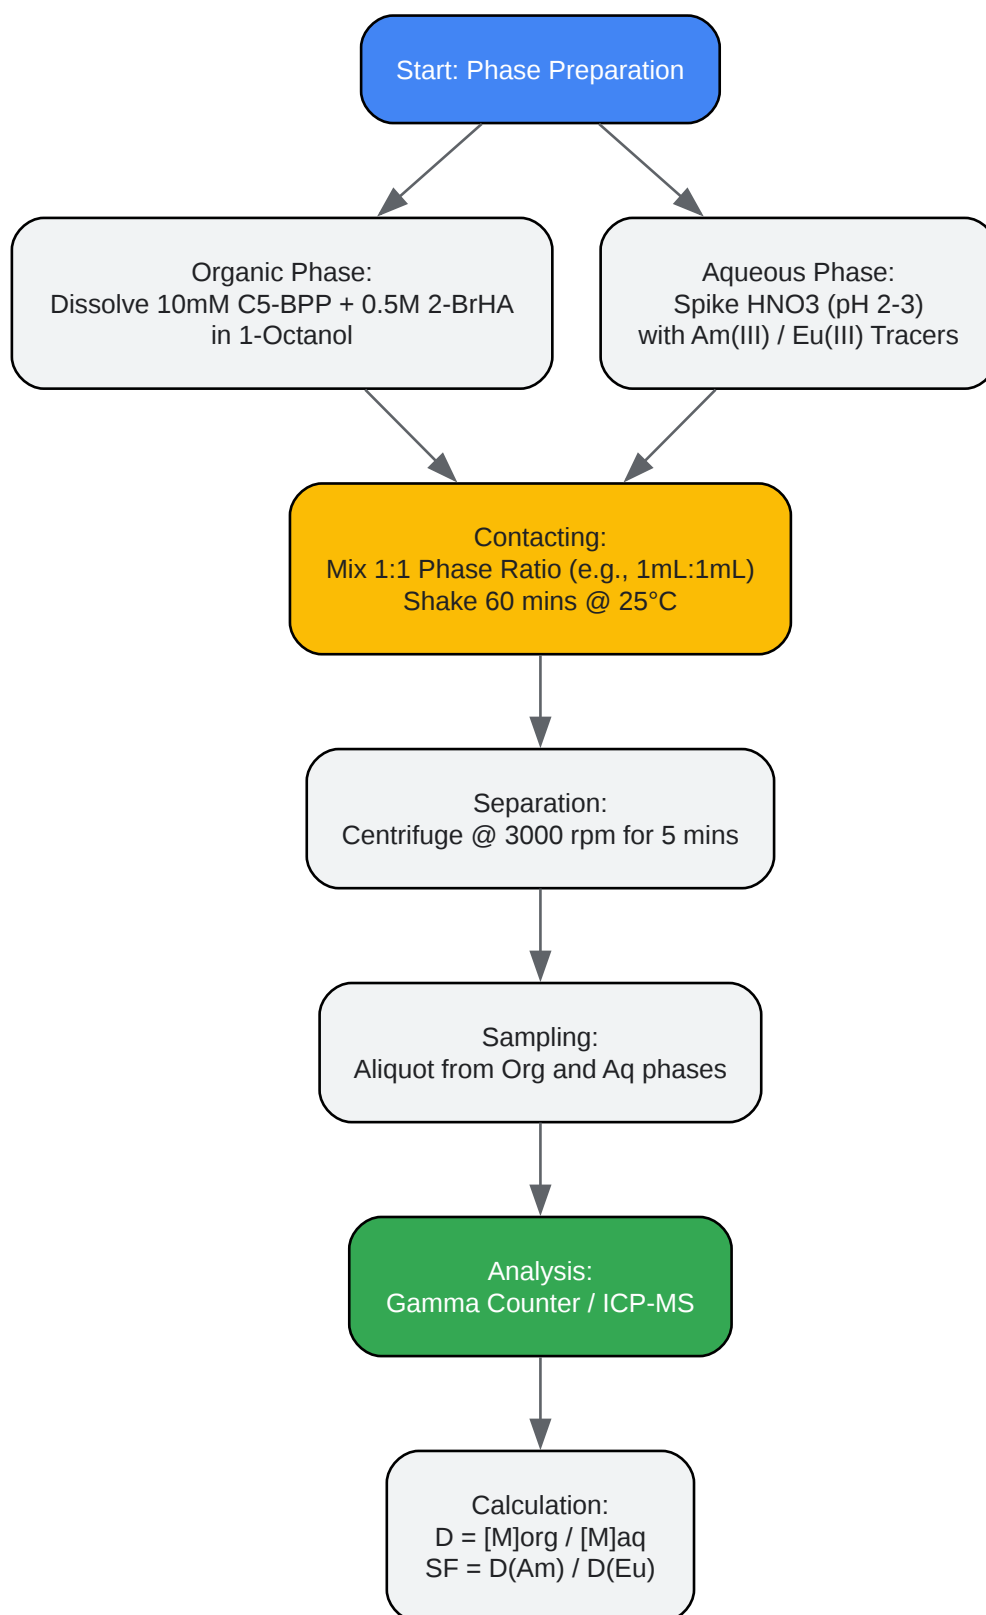 Start: Phase Preparation
Organic Phase:
Dissolve 10mM C5-BPP + 0.5M 2-BrHA
in 1-Octanol
Aqueous Phase:
Spike HNO3 (pH 2-3)
with Am(III) / Eu(III) Tracers
Contacting:
Mix 1:1 Phase Ratio (e.g., 1mL:1mL)
Shake 60 mins @ 25°C
Separation:
Centrifuge @ 3000 rpm for 5 mins
Sampling:
Aliquot from Org and Aq phases
Analysis:
Gamma Counter / ICP-MS
Calculation:
D = [M]org / [M]aq
SF = D(Am) / D(Eu)